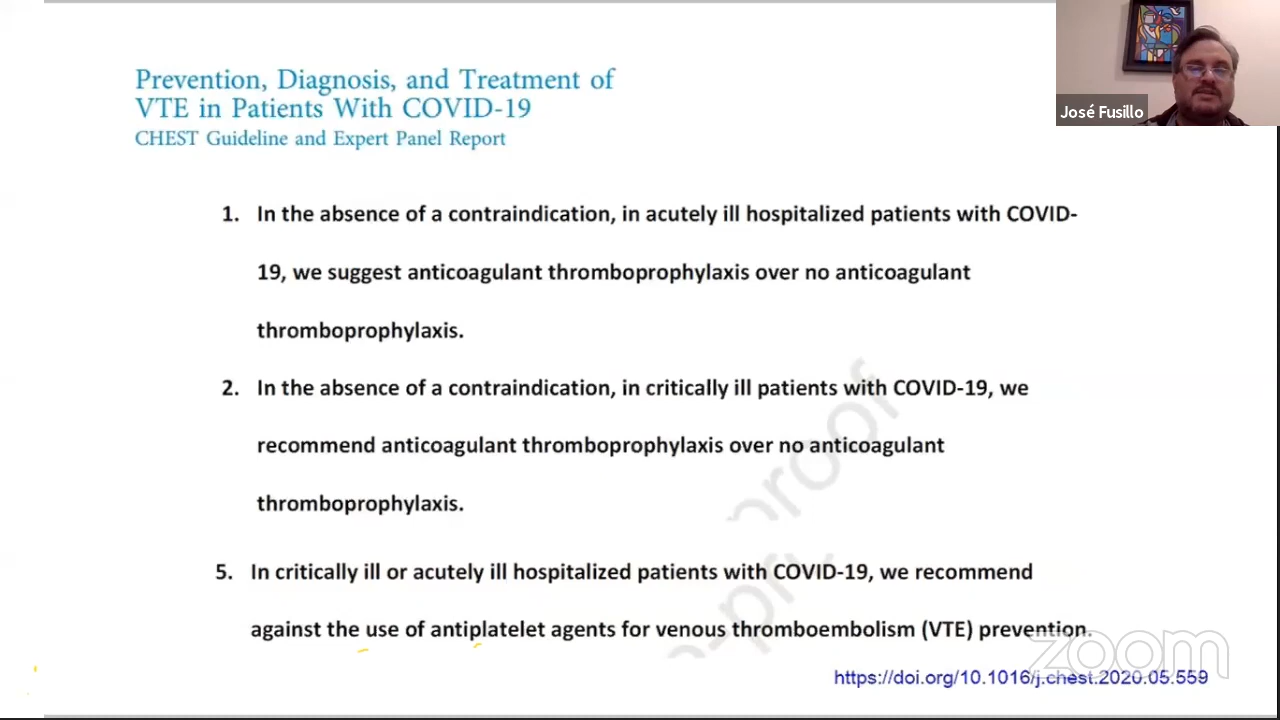 José Fusillo
Prevention, Diagnosis, and Treatment of
VTE in Patients With COVID-19
CHEST Guideline and Expert Panel Report
1. In the absence of a contraindication, in acutely ill hospitalized patients with COVID-
19, we suggest anticoagulant thromboprophylaxis over no anticoagulant
thromboprophylaxis.
2. In the absence of a contraindication, in critically ill patients with COVID-19, we
recommend anticoagulant thromboprophylaxis over no anticoagulant
thromboprophylaxis.
proof
5. In critically ill or acutely ill hospitalized patients with COVID-19, we recommend
against the use of antiplatelet agents for venous thromboembolism (VTE) prevention.
zoom
https://doi.org/10.1016/j.chest.2020.05.559